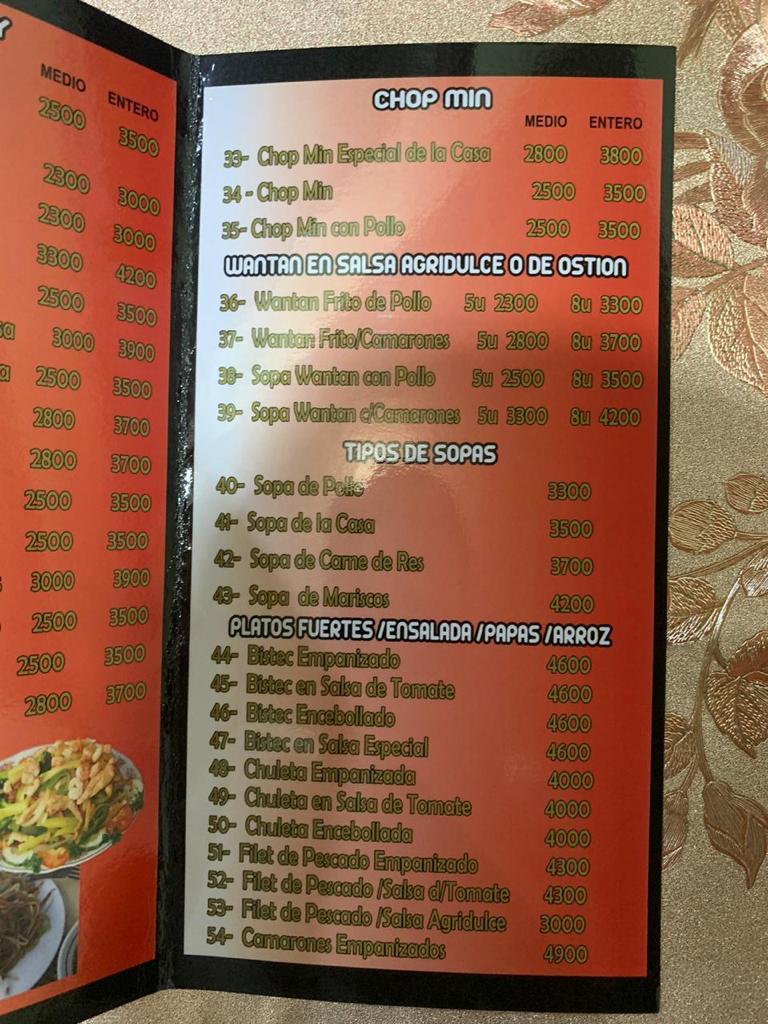 MEDIO ENTERO
2500 3500
2300 3000
2300 3000
3300 4200
2500 3500
3000 3900
2500 3500
2800 3700
2800 3700
2500 3500
2500 3500
3000 3900
2500 3500
2500 3500
2800 3700
CHOP MIN
MEDIO ENTERO
33- Chop Min Especial de la Casa 2800 3800
34 - Chop Min 2500 3500
35- Chop Min con Pollo 2500 3500
WANTAN EN SALSA AGRIDULCE O DE OSTION
36- Wantan Frito de Pollo 5u 2300 8u 3300
37- Wantan Frito/Camarones 5u 2800 8u 3700
38- Sopa Wantan con Pollo 5u 2500 8u 3500
39- Sopa Wantan c/Camarones 5u 3300 8u 4200
TIPOS DE SOPAS
40- Sopa de Pollo 3300
41- Sopa de la Casa 3500
42- Sopa de Carne de Res 3700
43- Sopa de Mariscos 4200
PLATOS FUERTES /ENSALADA /PAPAS /ARROZ
44- Bistec Empanizado 4600
45- Bistec en Salsa de Tomate 4600
46- Bistec Encebollado 4600
47- Bistec en Salsa Especial 4600
48- Chuleta Empanizada 4000
49- Chuleta en Salsa de Tomate 4000
50- Chuleta Encebollada 4000
51- Filet de Pescado Empanizado 4300
52- Filet de Pescado /Salsa d/Tomate 4300
53- Filet de Pescado /Salsa Agridulce 3000
54- Camarones Empanizados 4900